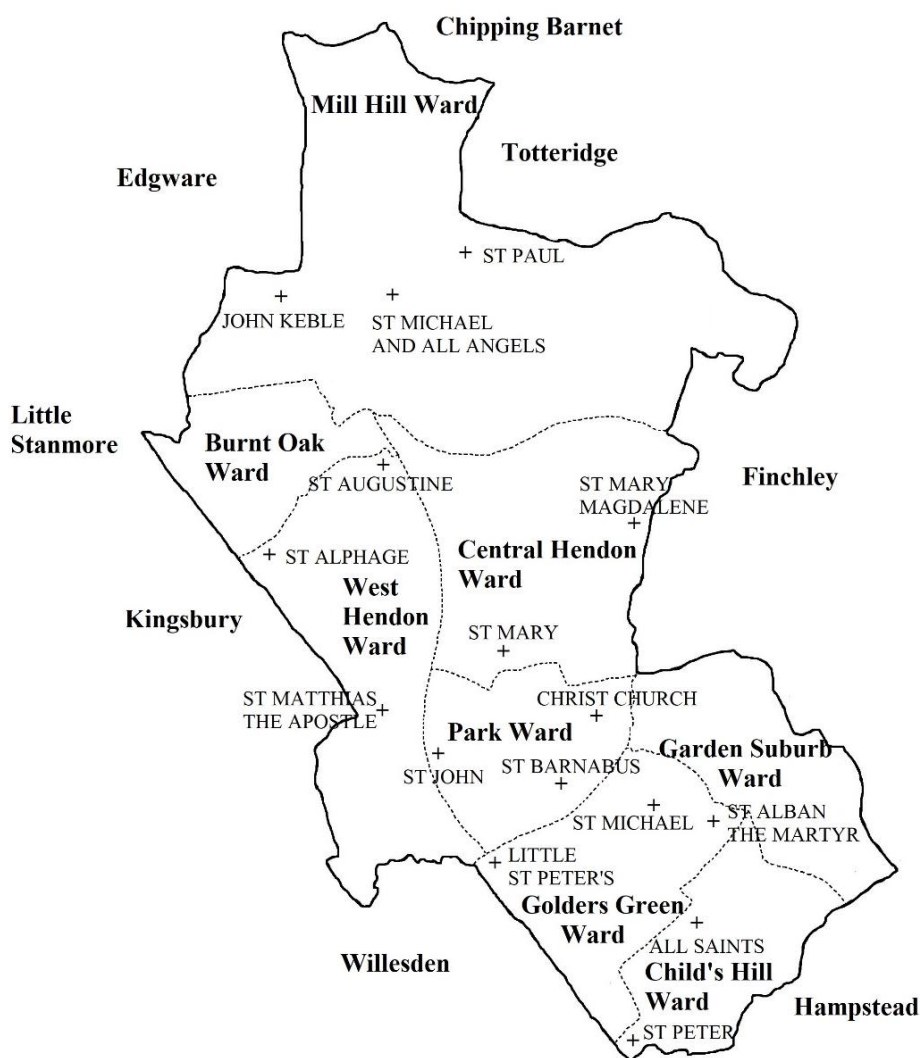 Chipping Barnet
Mill Hill Ward
Totteridge
Edgware
ST PAUL
JOHN KEBLE
ST MICHAEL
AND ALL ANGELS
Little
Stanmore
Burnt Oak
Ward
ST AUGUSTINE
ST MARY
MAGDALENE
Finchley
ST ALPHAGE
Central Hendon
Ward
West
Hendon
Ward
Kingsbury
ST MARY
ST MATTHIAS
THE APOSTLE
CHRIST CHURCH
Park Ward
Garden Suburb
Ward
ST JOHN
ST BARNABUS
ST MICHAEL
ST ALBAN
THE MARTYR
LITTLE
ST PETER'S
Golders Green
Ward
Willesden
ALL SAINTS
Child's Hill
Ward
Hampstead
ST PETER